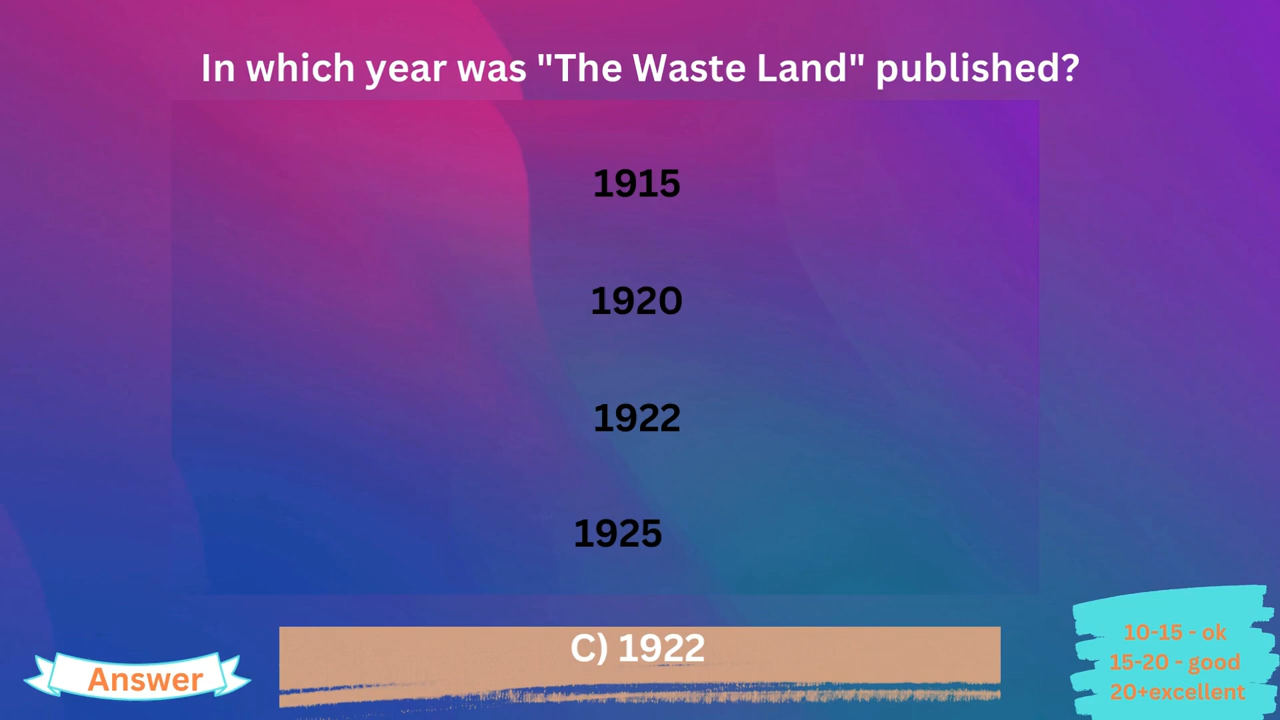 In which year was "The Waste Land" published?
1915
1920
1922
1925
C) 1922
Answer
10-15 - ok
15-20 - good
20+excellent